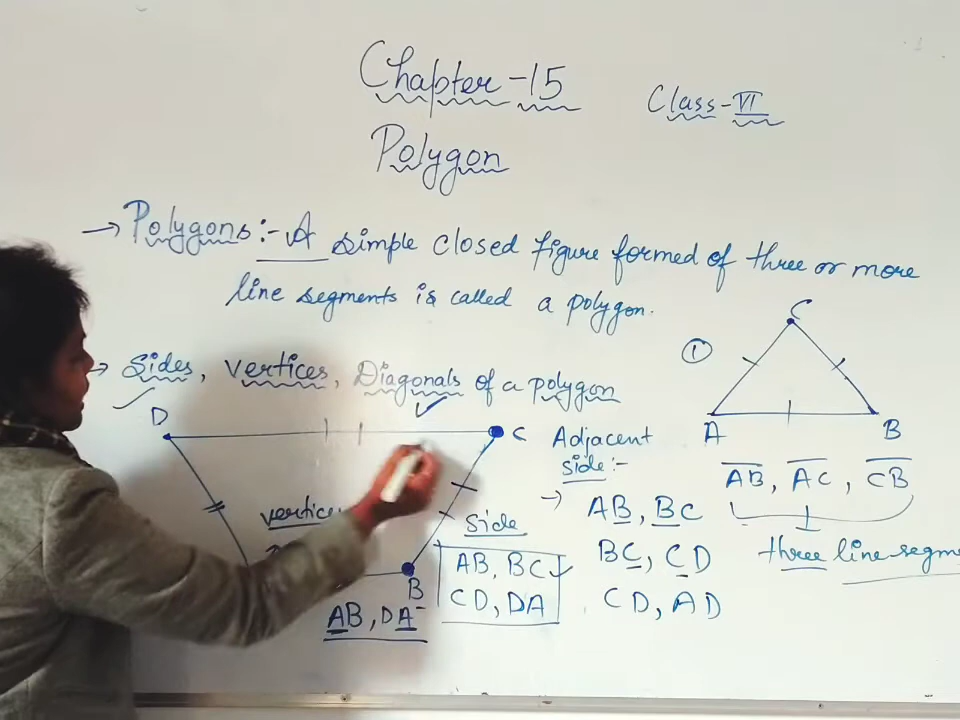 Chapter-15
Class-VI
Polygon
→ Polygons:- A simple closed figure formed of three or more
line segments is called a polygon.
→ Sides, vertices, Diagonals of a polygon
D
C
vertice
B
AB, DA
side
AB, BC
CD, DA
Adjacent
side:-
→ AB, BC
BC, CD
CD, AD
①
C
A
B
AB, AC, CB
three line segme